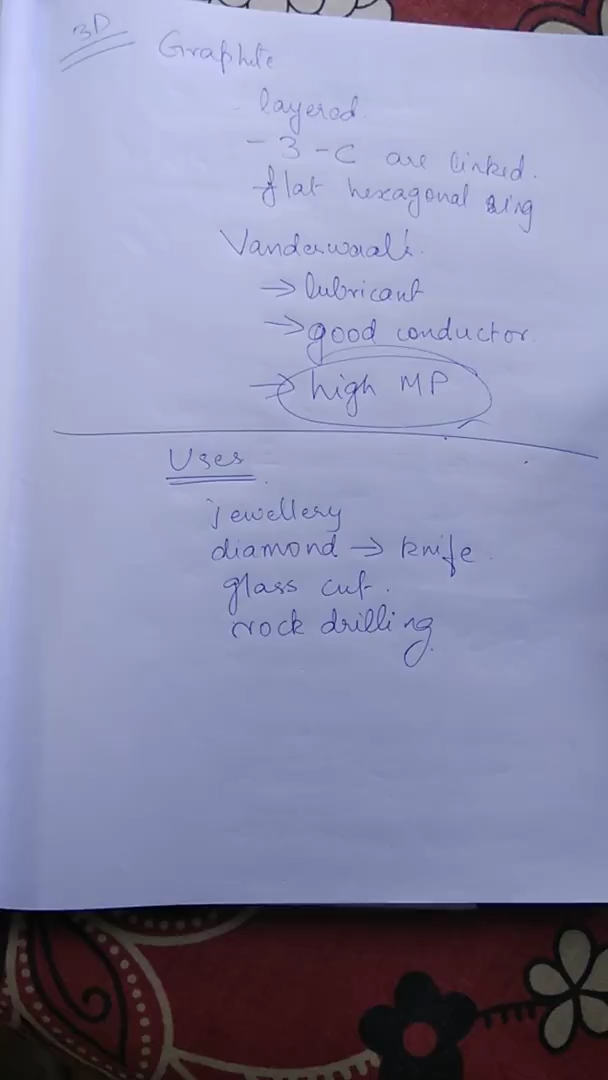 3D
Graphite
layered.
- 3 - C are linked.
flat hexagonal ring
Vanderwaal's.
→ lubricant
→ good conductor.
→ high MP
Uses
jewellery
diamond → knife.
glass cut.
rock drilling.